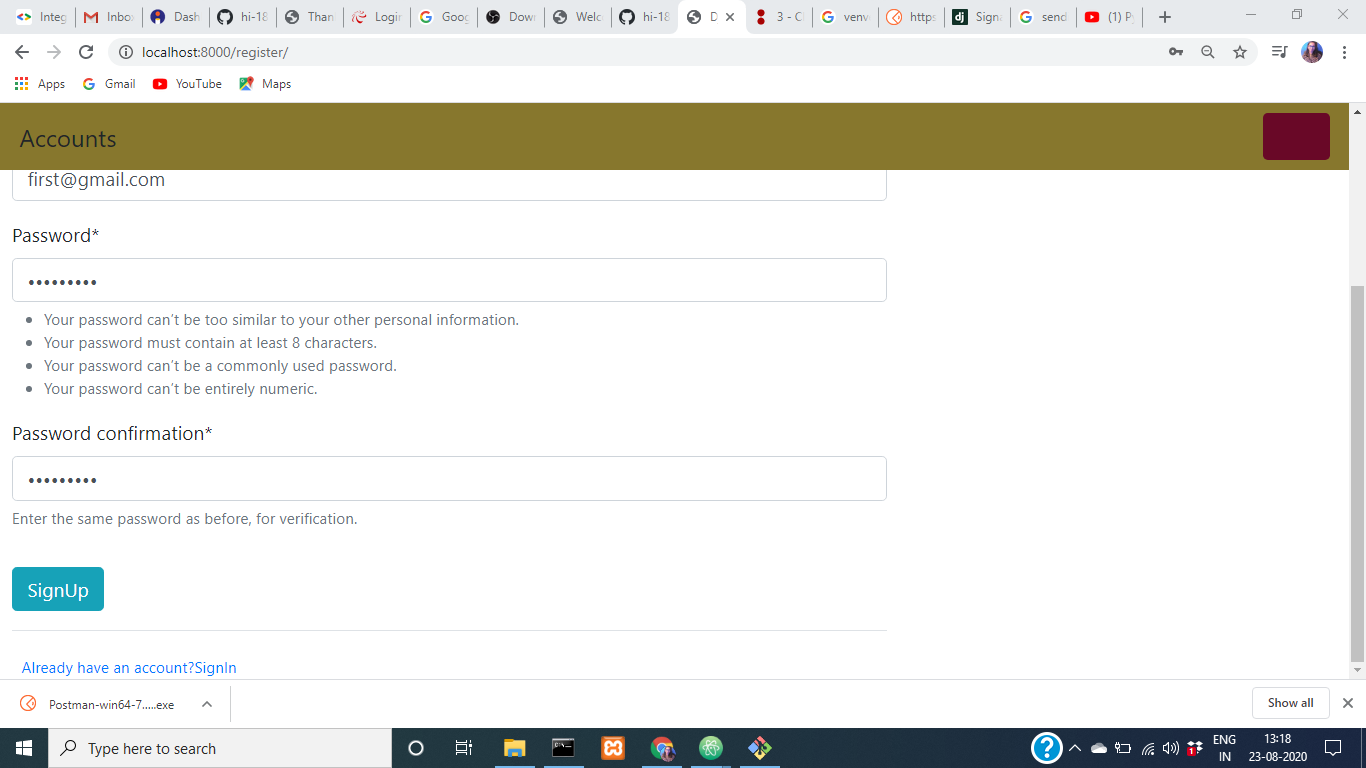 Integ
Inbo
Dash
hi-18
Than
Login
Goog
Down
Welc
hi-18
D
3 - C
venv
https
Signa
send
(1) P
localhost:8000/register/
Apps
Gmail
YouTube
Maps
Accounts
first@gmail.com
Password*
•••••••••
Your password can't be too similar to your other personal information.
Your password must contain at least 8 characters.
Your password can't be a commonly used password.
Your password can't be entirely numeric.
Password confirmation*
•••••••••
Enter the same password as before, for verification.
SignUp
Already have an account?SignIn
Postman-win64-7.....exe
Show all
Type here to search
ENG
IN
13:18
23-08-2020